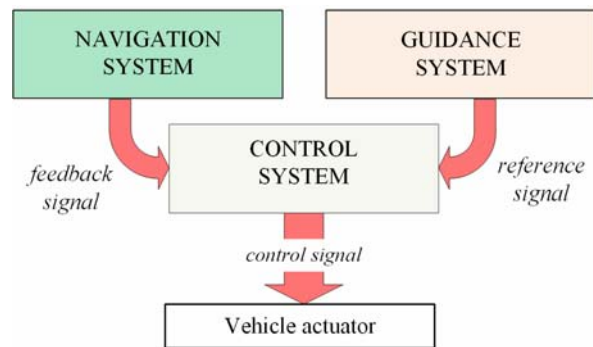 NAVIGATION
SYSTEM
GUIDANCE
SYSTEM
CONTROL
SYSTEM
feedback
signal
reference
signal
control signal
Vehicle actuator